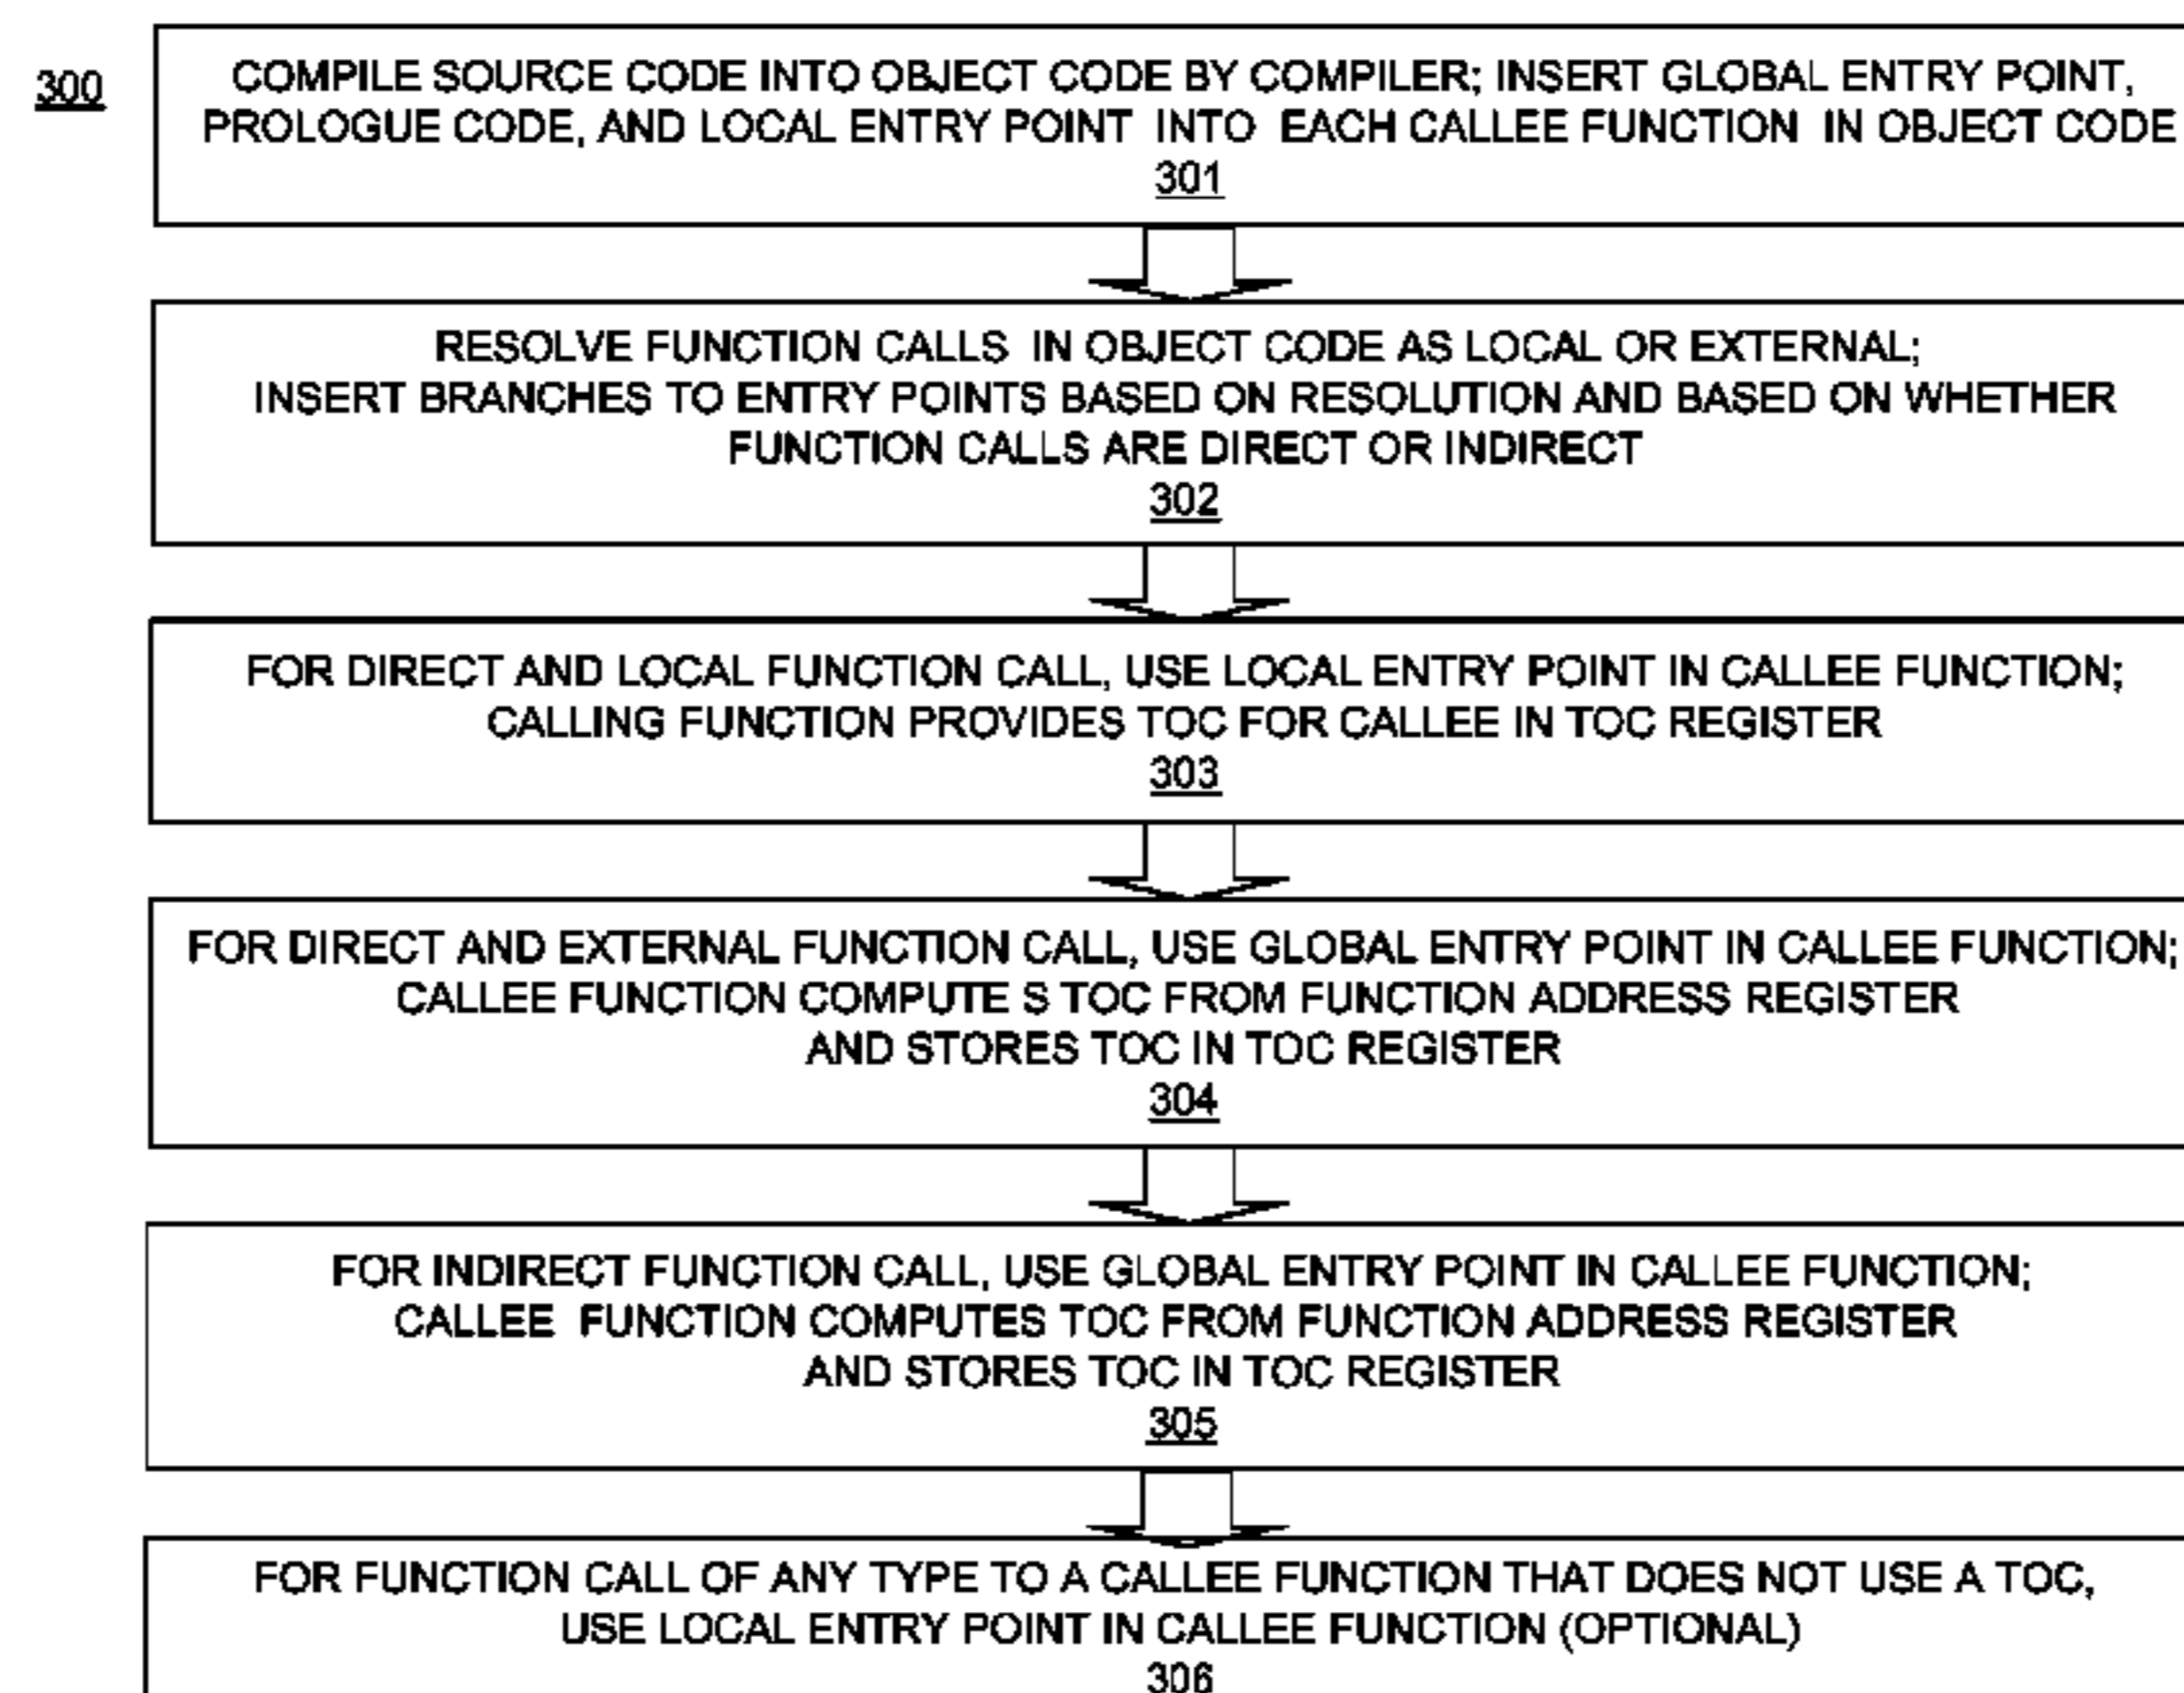 300
COMPILE SOURCE CODE INTO OBJECT CODE BY COMPILER; INSERT GLOBAL ENTRY POINT,
PROLOGUE CODE, AND LOCAL ENTRY POINT INTO EACH CALLEE FUNCTION IN OBJECT CODE
301
RESOLVE FUNCTION CALLS IN OBJECT CODE AS LOCAL OR EXTERNAL;
INSERT BRANCHES TO ENTRY POINTS BASED ON RESOLUTION AND BASED ON WHETHER
FUNCTION CALLS ARE DIRECT OR INDIRECT
302
FOR DIRECT AND LOCAL FUNCTION CALL, USE LOCAL ENTRY POINT IN CALLEE FUNCTION;
CALLING FUNCTION PROVIDES TOC FOR CALLEE IN TOC REGISTER
303
FOR DIRECT AND EXTERNAL FUNCTION CALL, USE GLOBAL ENTRY POINT IN CALLEE FUNCTION;
CALLEE FUNCTION COMPUTE S TOC FROM FUNCTION ADDRESS REGISTER
AND STORES TOC IN TOC REGISTER
304
FOR INDIRECT FUNCTION CALL, USE GLOBAL ENTRY POINT IN CALLEE FUNCTION;
CALLEE FUNCTION COMPUTES TOC FROM FUNCTION ADDRESS REGISTER
AND STORES TOC IN TOC REGISTER
305
FOR FUNCTION CALL OF ANY TYPE TO A CALLEE FUNCTION THAT DOES NOT USE A TOC,
USE LOCAL ENTRY POINT IN CALLEE FUNCTION (OPTIONAL)
306